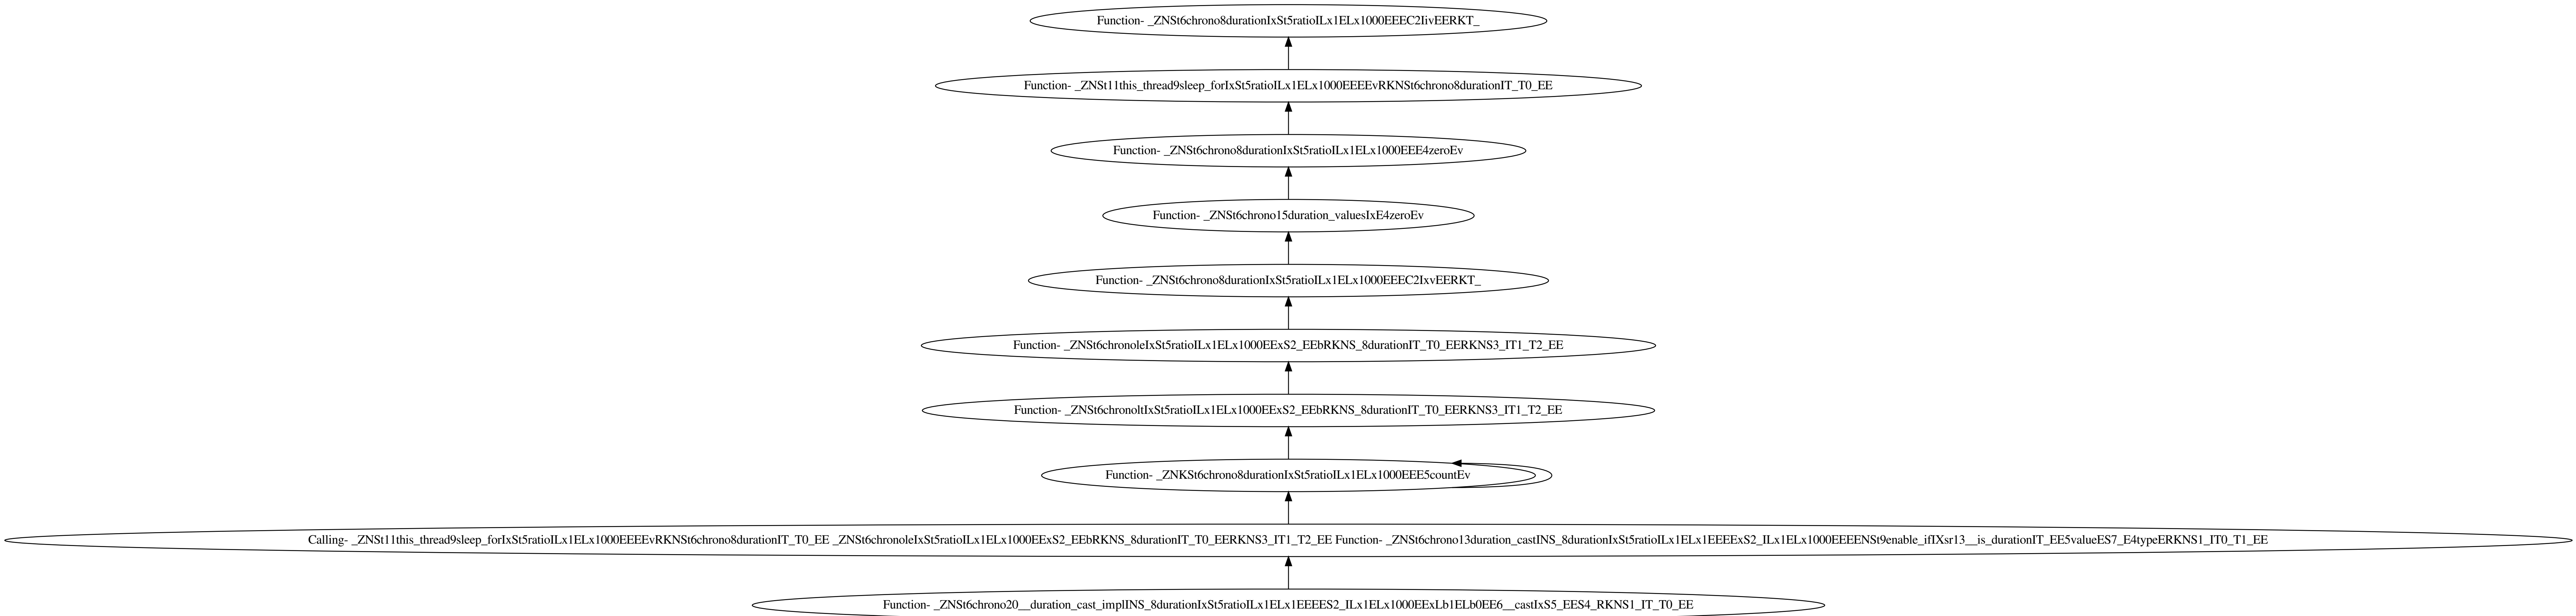 Function- _ZNSt6chrono8durationIxSt5ratioILx1ELx1000EEEC2IivEERKT_
Function- _ZNSt11this_thread9sleep_forIxSt5ratioILx1ELx1000EEEEvRKNSt6chrono8durationIT_T0_EE
Function- _ZNSt6chrono8durationIxSt5ratioILx1ELx1000EEE4zeroEv
Function- _ZNSt6chrono15duration_valuesIxE4zeroEv
Function- _ZNSt6chrono8durationIxSt5ratioILx1ELx1000EEEC2IxvEERKT_
Function- _ZNSt6chronoleIxSt5ratioILx1ELx1000EExS2_EEbRKNS_8durationIT_T0_EERKNS3_IT1_T2_EE
Function- _ZNSt6chronoltIxSt5ratioILx1ELx1000EExS2_EEbRKNS_8durationIT_T0_EERKNS3_IT1_T2_EE
Function- _ZNKSt6chrono8durationIxSt5ratioILx1ELx1000EEE5countEv
Calling- _ZNSt11this_thread9sleep_forIxSt5ratioILx1ELx1000EEEEvRKNSt6chrono8durationIT_T0_EE _ZNSt6chronoleIxSt5ratioILx1ELx1000EExS2_EEbRKNS_8durationIT_T0_EERKNS3_IT1_T2_EE Function- _ZNSt6chrono13duration_castINS_8durationIxSt5ratioILx1ELx1EEEExS2_ILx1ELx1000EEEENSt9enable_ifIXsr13__is_durationIT_EE5valueES7_E4typeERKNS1_IT0_T1_EE
Function- _ZNSt6chrono20__duration_cast_implINS_8durationIxSt5ratioILx1ELx1EEEES2_ILx1ELx1000EExLb1ELb0EE6__castIxS5_EES4_RKNS1_IT_T0_EE